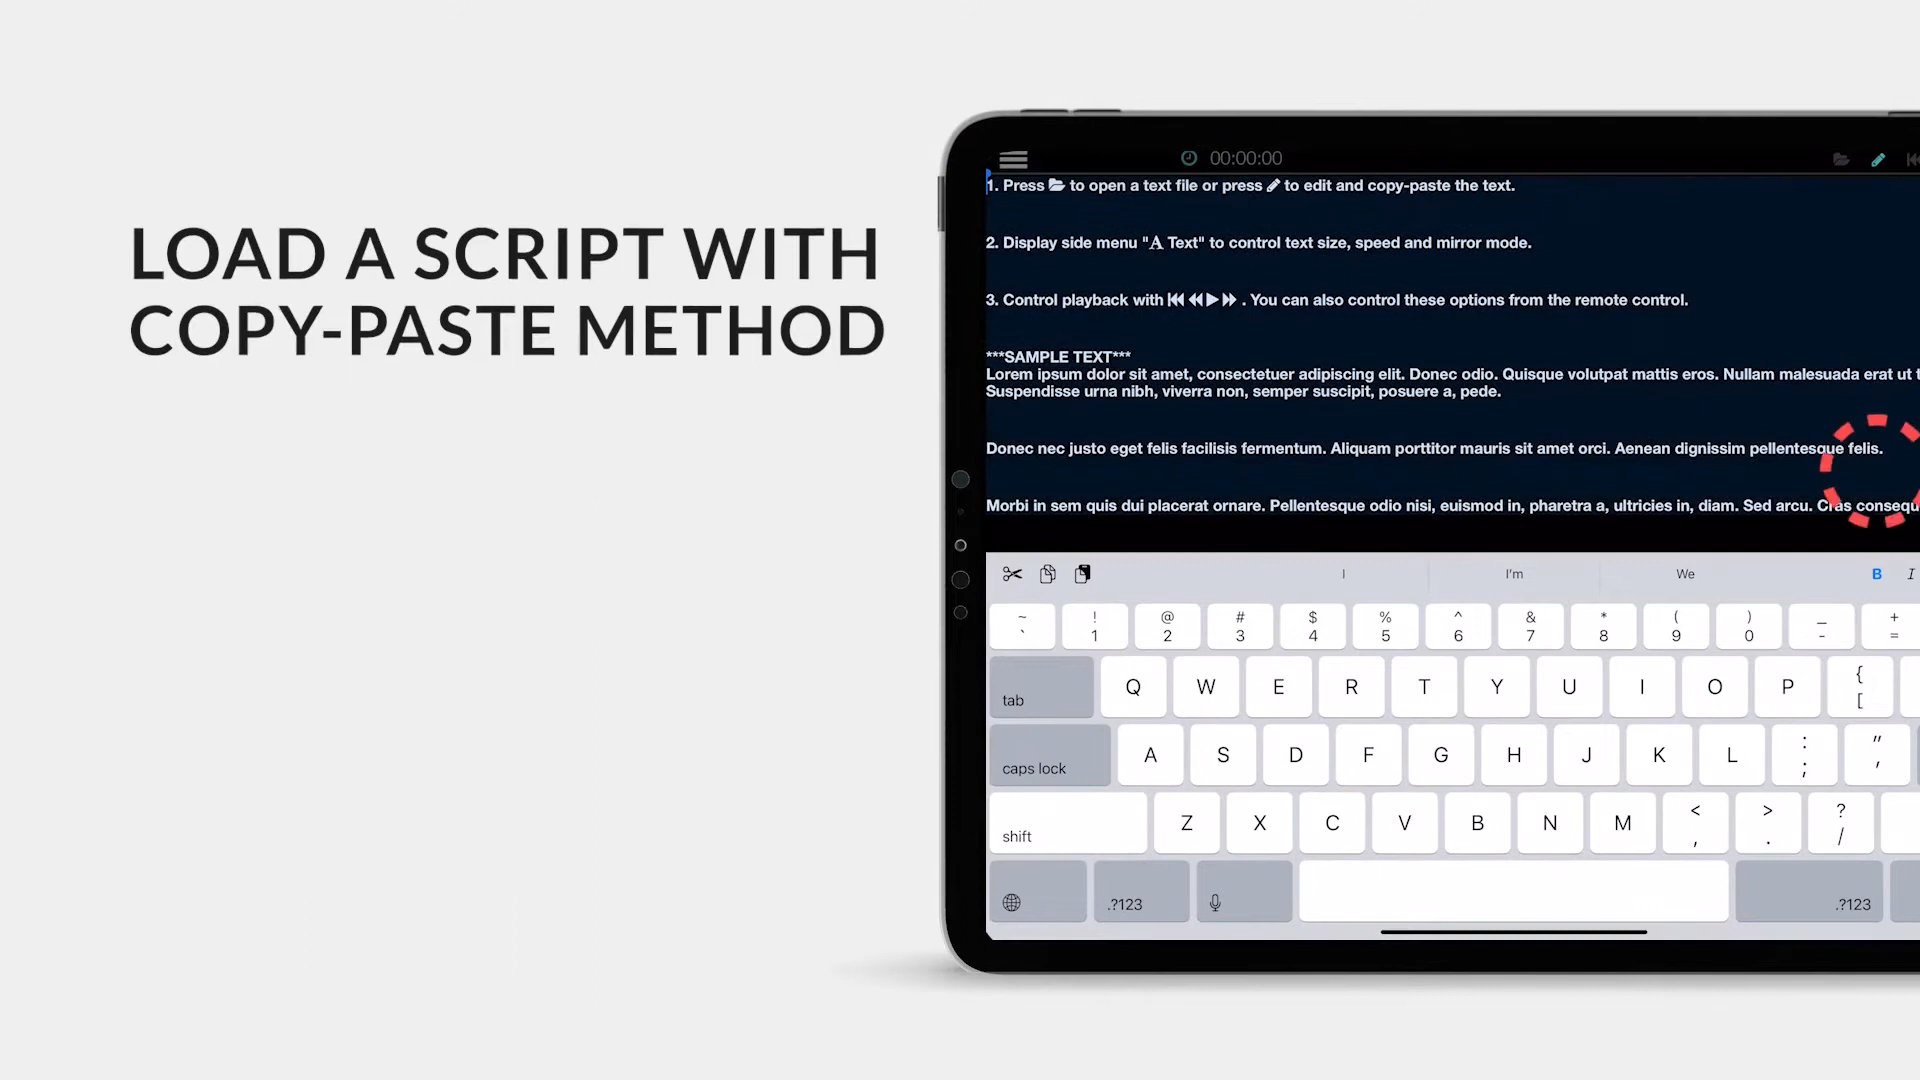 LOAD A SCRIPT WITH
COPY-PASTE METHOD
00:00:00
1. Press to open a text file or press to edit and copy-paste the text.
2. Display side menu "A Text" to control text size, speed and mirror mode.
3. Control playback with . You can also control these options from the remote control.
***SAMPLE TEXT***
Lorem ipsum dolor sit amet, consectetuer adipiscing elit. Donec odio. Quisque volutpat mattis eros. Nullam malesuada erat ut
Suspendisse urna nibh, viverra non, semper suscipit, posuere a, pede.
Donec nec justo eget felis facilisis fermentum. Aliquam porttitor mauris sit amet orci. Aenean dignissim pellentesque felis.
Morbi in sem quis dui placerat ornare. Pellentesque odio nisi, euismod in, pharetra a, ultricies in, diam. Sed arcu. Cras consequ
I I'm We B I
~ ! @ # $ % ^ & * ( ) _ +
` 1 2 3 4 5 6 7 8 9 0 - =
tab Q W E R T Y U I O P { [
caps lock A S D F G H J K L : ; " '
shift Z X C V B N M < , > . ? /
.?123 .?123